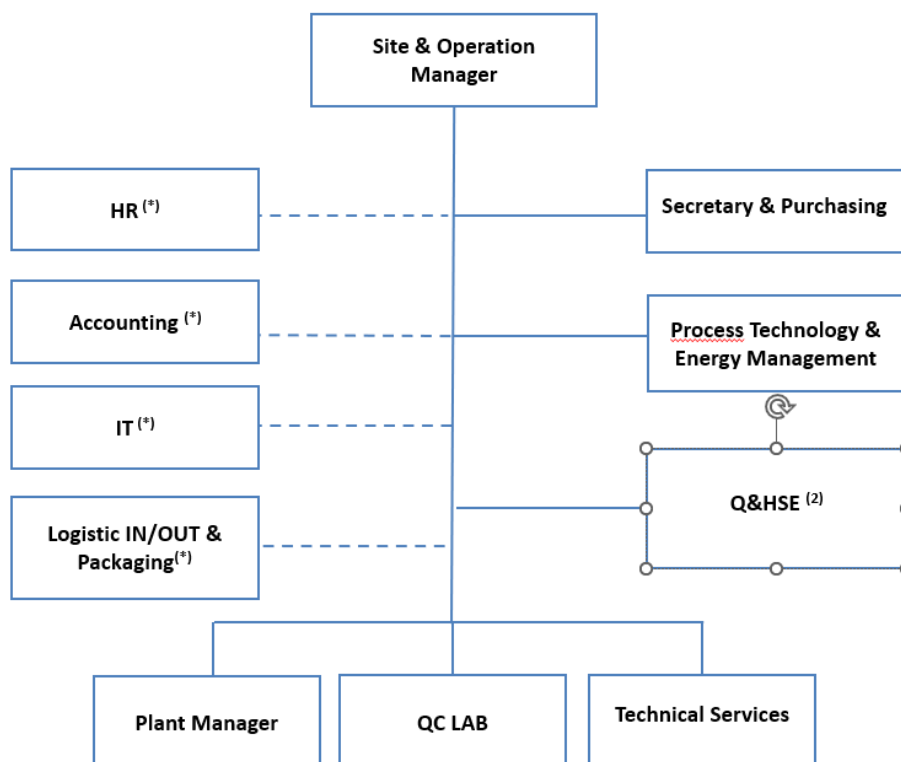 Site & Operation
Manager
HR (*)
Secretary & Purchasing
Accounting (*)
Process Technology &
Energy Management
IT (*)
Q&HSE (2)
Logistic IN/OUT &
Packaging(*)
Plant Manager
QC LAB
Technical Services